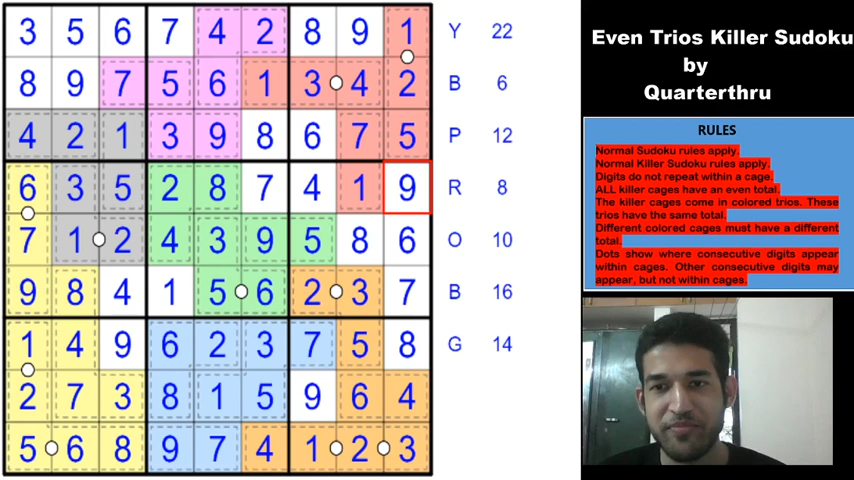 3 5 6 7 4 2 8 9 1 Y 22
8 9 7 5 6 1 3 4 2 B 6
4 2 1 3 9 8 6 7 5 P 12
6 3 5 2 8 7 4 1 9 R 8
7 1 2 4 3 9 5 8 6 O 10
9 8 4 1 5 6 2 3 7 B 16
1 4 9 6 2 3 7 5 8 G 14
2 7 3 8 1 5 9 6 4
5 6 8 9 7 4 1 2 3
Even Trios Killer Sudoku
by
Quarterthru
RULES
Normal Sudoku rules apply.
Normal Killer Sudoku rules apply.
Digits do not repeat within a cage.
ALL killer cages have an even total.
The killer cages come in colored trios. These
trios have the same total.
Different colored cages must have a different
total.
Dots show where consecutive digits appear
within cages. Other consecutive digits may
appear, but not within cages.